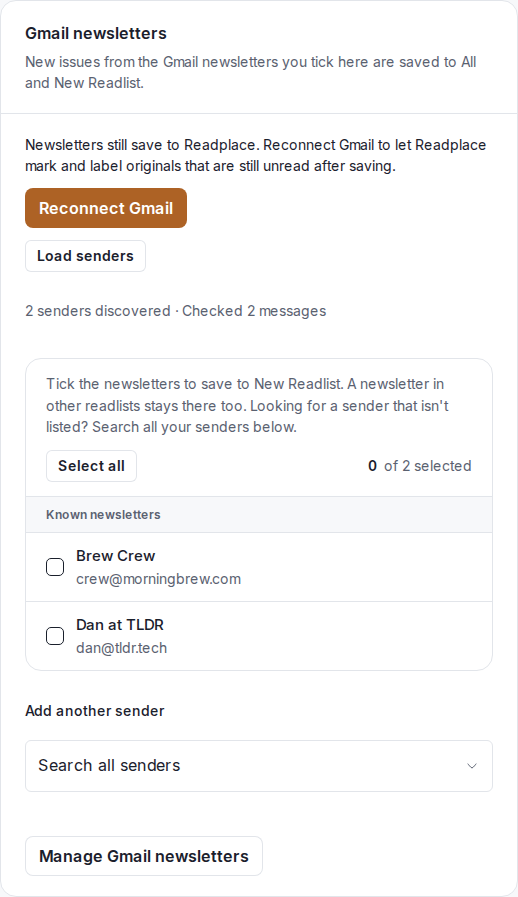 Gmail newsletters
New issues from the Gmail newsletters you tick here are saved to All
and New Readlist.
Newsletters still save to Readplace. Reconnect Gmail to let Readplace
mark and label originals that are still unread after saving.
Reconnect Gmail
Load senders
2 senders discovered · Checked 2 messages
Tick the newsletters to save to New Readlist. A newsletter in
other readlists stays there too. Looking for a sender that isn't
listed? Search all your senders below.
Select all
0 of 2 selected
Known newsletters
Brew Crew
crew@morningbrew.com
Dan at TLDR
dan@tldr.tech
Add another sender
Search all senders
Manage Gmail newsletters